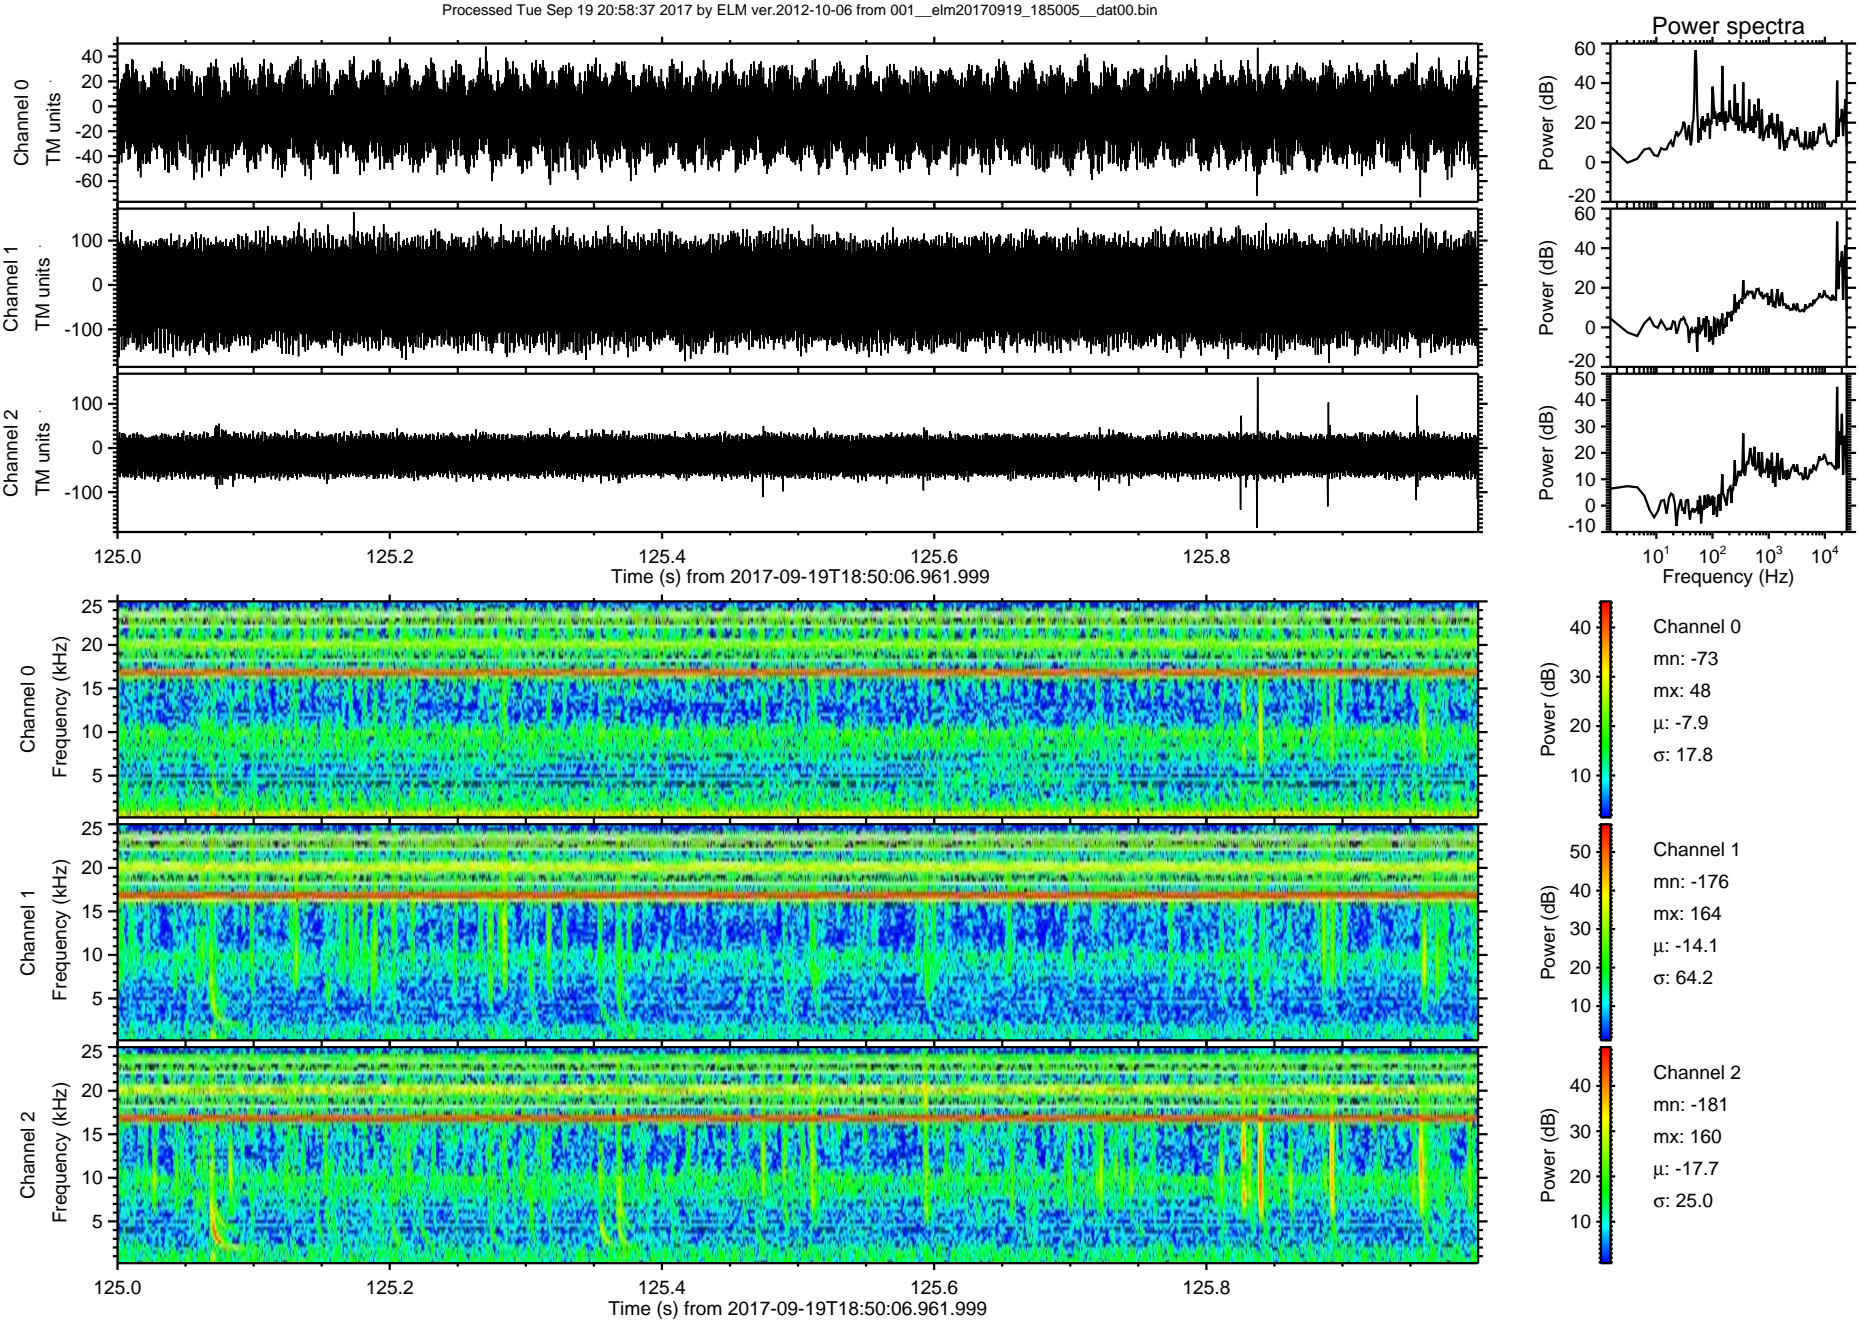 Processed Tue Sep 19 20:58:37 2017 by ELM ver.2012-10-06 from 001__elm20170919_185005__dat00.bin
Power spectra
Channel 0
TM units
40
20
0
-20
-40
-60
Power (dB)
60
40
20
0
-20
Channel 1
TM units
100
0
-100
Power (dB)
60
40
20
0
-20
Channel 2
TM units
100
0
-100
Power (dB)
50
40
30
20
10
0
-10
125.0 125.2 125.4 125.6 125.8
Time (s) from 2017-09-19T18:50:06.961.999
10^1 10^2 10^3 10^4
Frequency (Hz)
Channel 0
Frequency (kHz)
25
20
15
10
5
Power (dB)
40
30
20
10
Channel 0
mn: -73
mx: 48
μ: -7.9
σ: 17.8
Channel 1
Frequency (kHz)
25
20
15
10
5
Power (dB)
50
40
30
20
10
Channel 1
mn: -176
mx: 164
μ: -14.1
σ: 64.2
Channel 2
Frequency (kHz)
25
20
15
10
5
Power (dB)
40
30
20
10
Channel 2
mn: -181
mx: 160
μ: -17.7
σ: 25.0
125.0 125.2 125.4 125.6 125.8
Time (s) from 2017-09-19T18:50:06.961.999